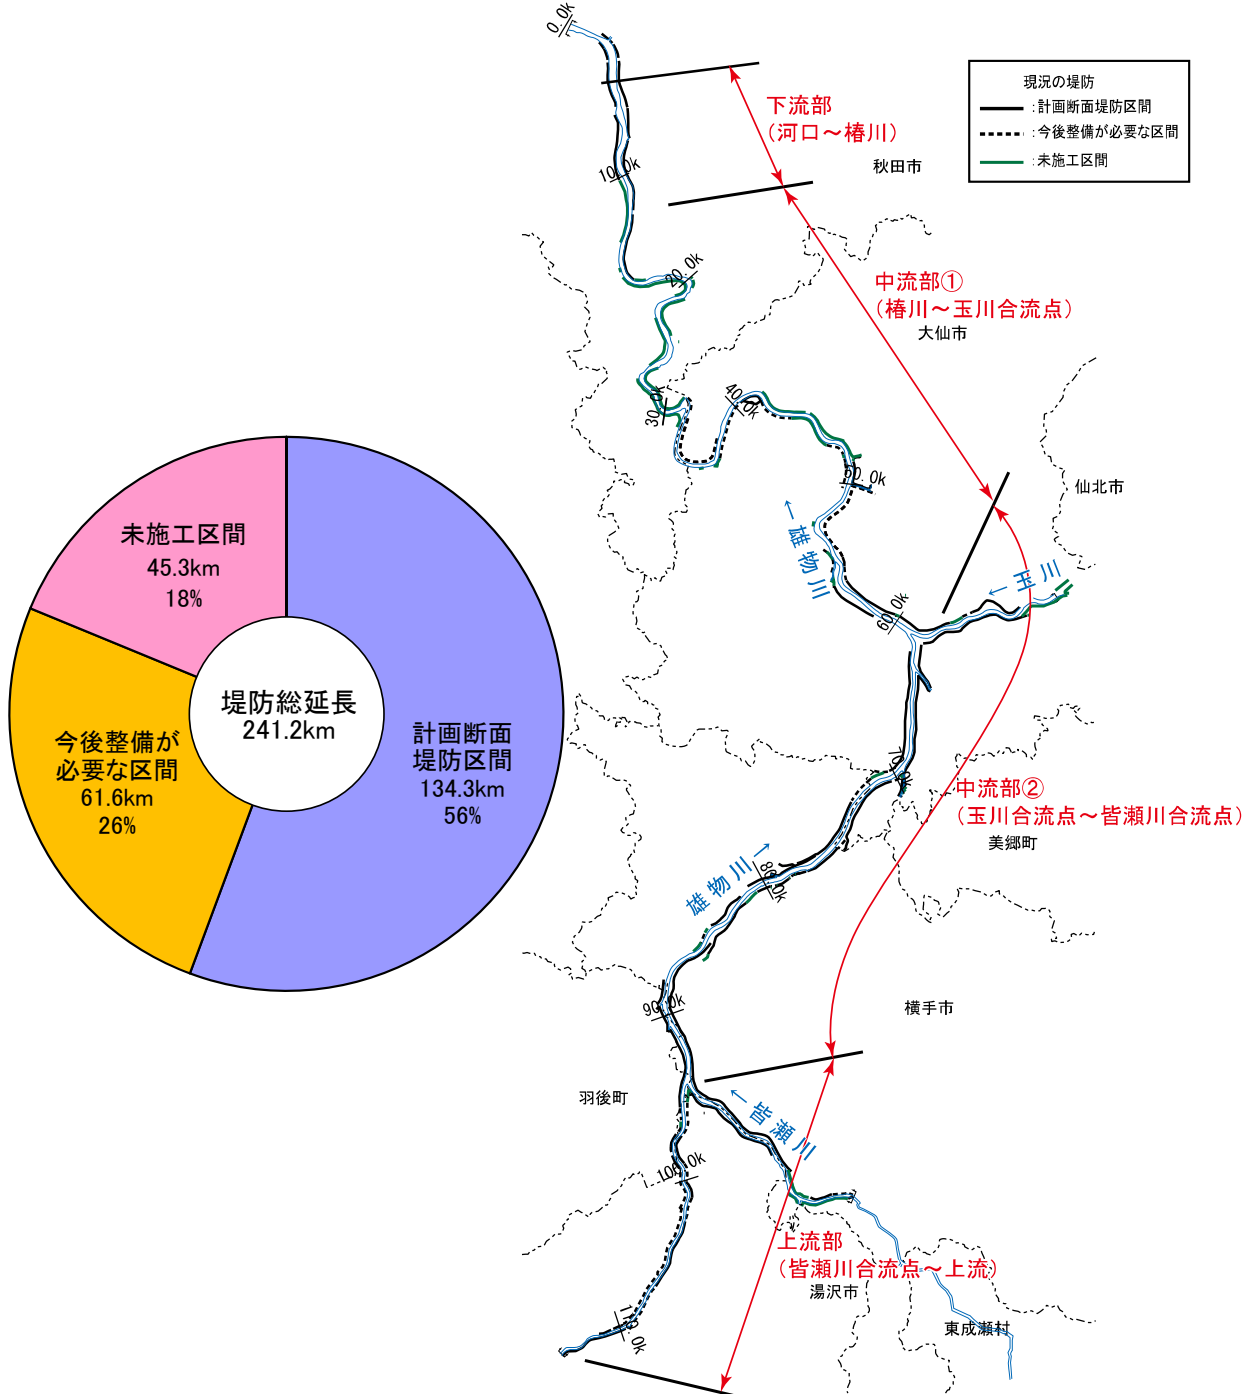 0.0k
現況の堤防
:計画断面堤防区間
:今後整備が必要な区間
:未施工区間
下流部
(河口～椿川)
秋田市
10.0k
20.0k
中流部①
(椿川～玉川合流点)
大仙市
30.0k
40.0k
50.0k
仙北市
←雄物川
←玉川
60.0k
未施工区間
45.3km
18%
堤防総延長
241.2km
今後整備が
必要な区間
61.6km
26%
計画断面
堤防区間
134.3km
56%
70.0k
中流部②
(玉川合流点～皆瀬川合流点)
美郷町
雄物川→
80.0k
90.0k
横手市
羽後町
←皆瀬川
100.0k
上流部
(皆瀬川合流点～上流)
湯沢市
110.0k
東成瀬村